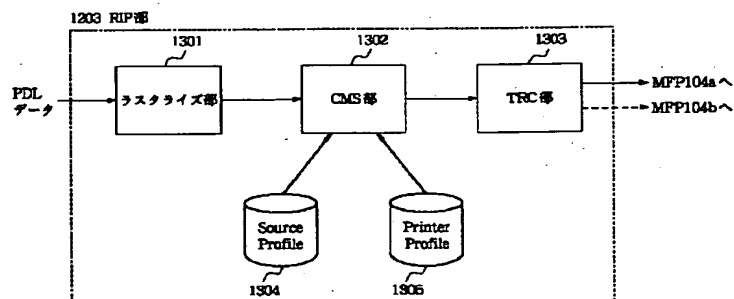 1203 RIP部
1301
1302
1303
PDL
データ
ラスタライズ部
CMS部
TRC部
MFP104aへ
MFP104bへ
Source
Profile
Printer
Profile
1304
1305